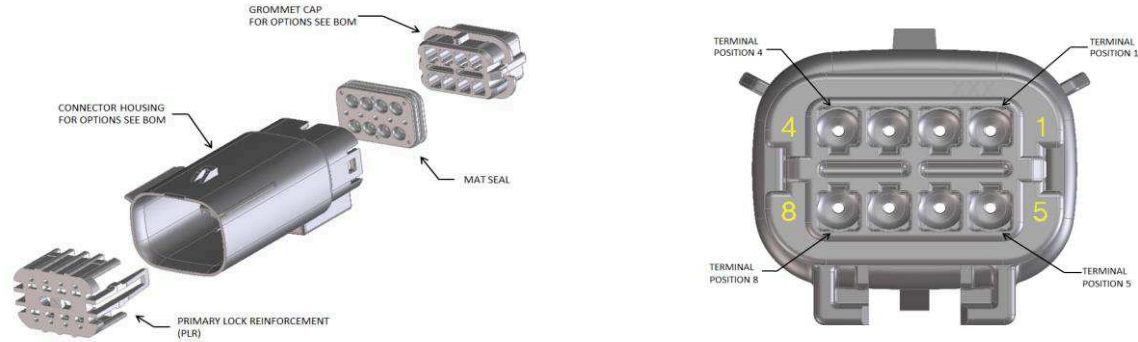 GROMMET CAP
FOR OPTIONS SEE BOM
CONNECTOR HOUSING
FOR OPTIONS SEE BOM
MAT SEAL
PRIMARY LOCK REINFORCEMENT
(PLR)
TERMINAL
POSITION 4
TERMINAL
POSITION 1
XXX
4
1
8
5
TERMINAL
POSITION 8
TERMINAL
POSITION 5